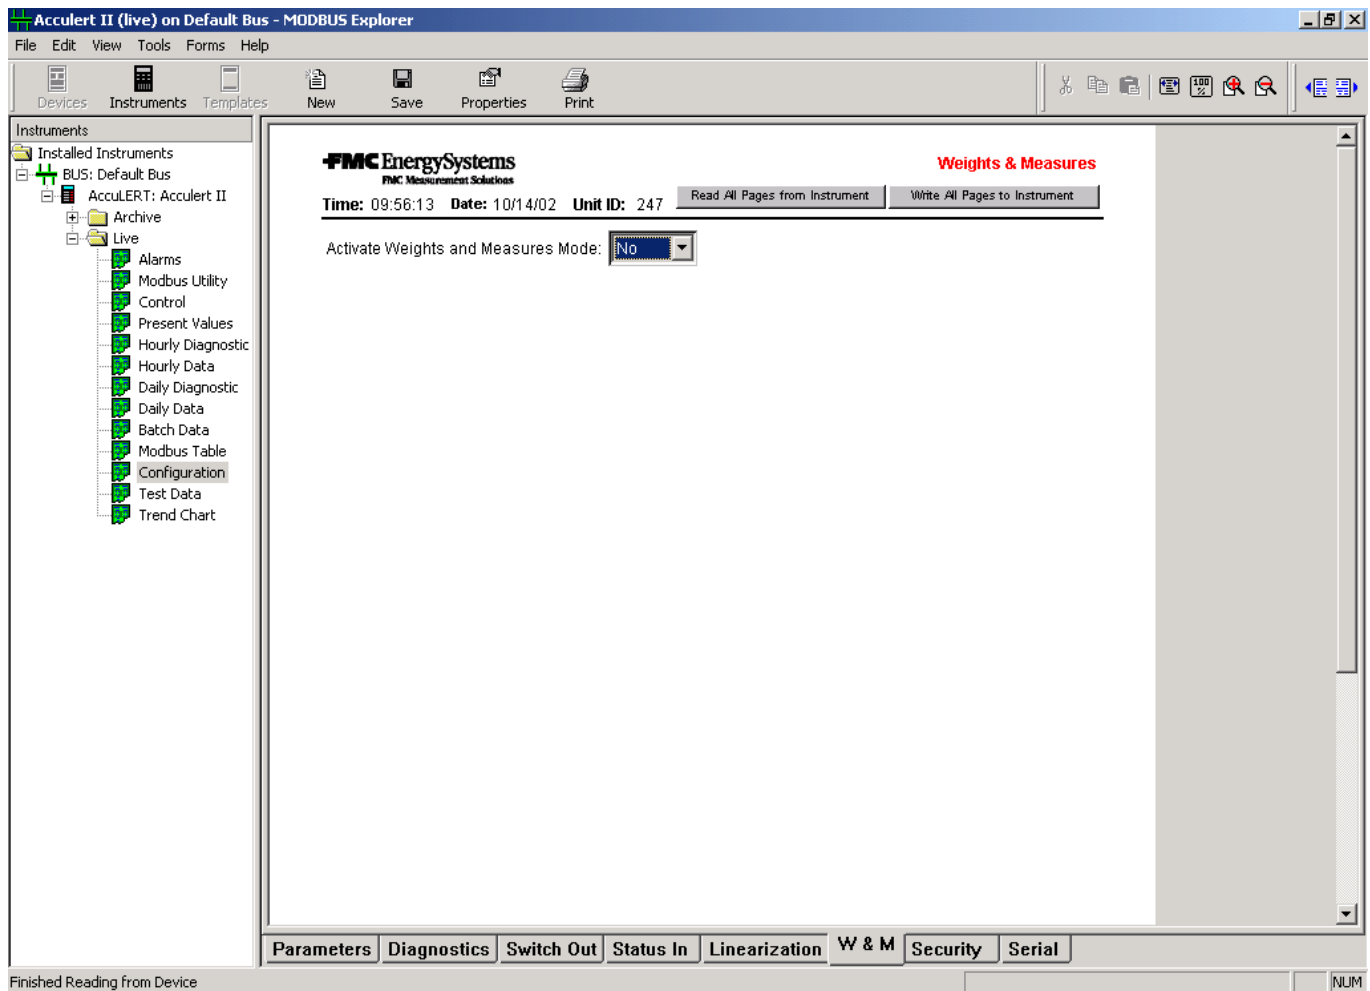 Acculert II (live) on Default Bus - MODBUS Explorer
File Edit View Tools Forms Help
Devices Instruments Templates New Save Properties Print
Instruments
Installed Instruments
BUS: Default Bus
AccuLERT: Acculert II
Archive
Live
Alarms
Modbus Utility
Control
Present Values
Hourly Diagnostic
Hourly Data
Daily Diagnostic
Daily Data
Batch Data
Modbus Table
Configuration
Test Data
Trend Chart
FMC EnergySystems
FMC Measurement Solutions
Weights & Measures
Time: 09:56:13 Date: 10/14/02 Unit ID: 247 Read All Pages from Instrument Write All Pages to Instrument
Activate Weights and Measures Mode: No
Parameters Diagnostics Switch Out Status In Linearization W & M Security Serial
Finished Reading from Device NUM